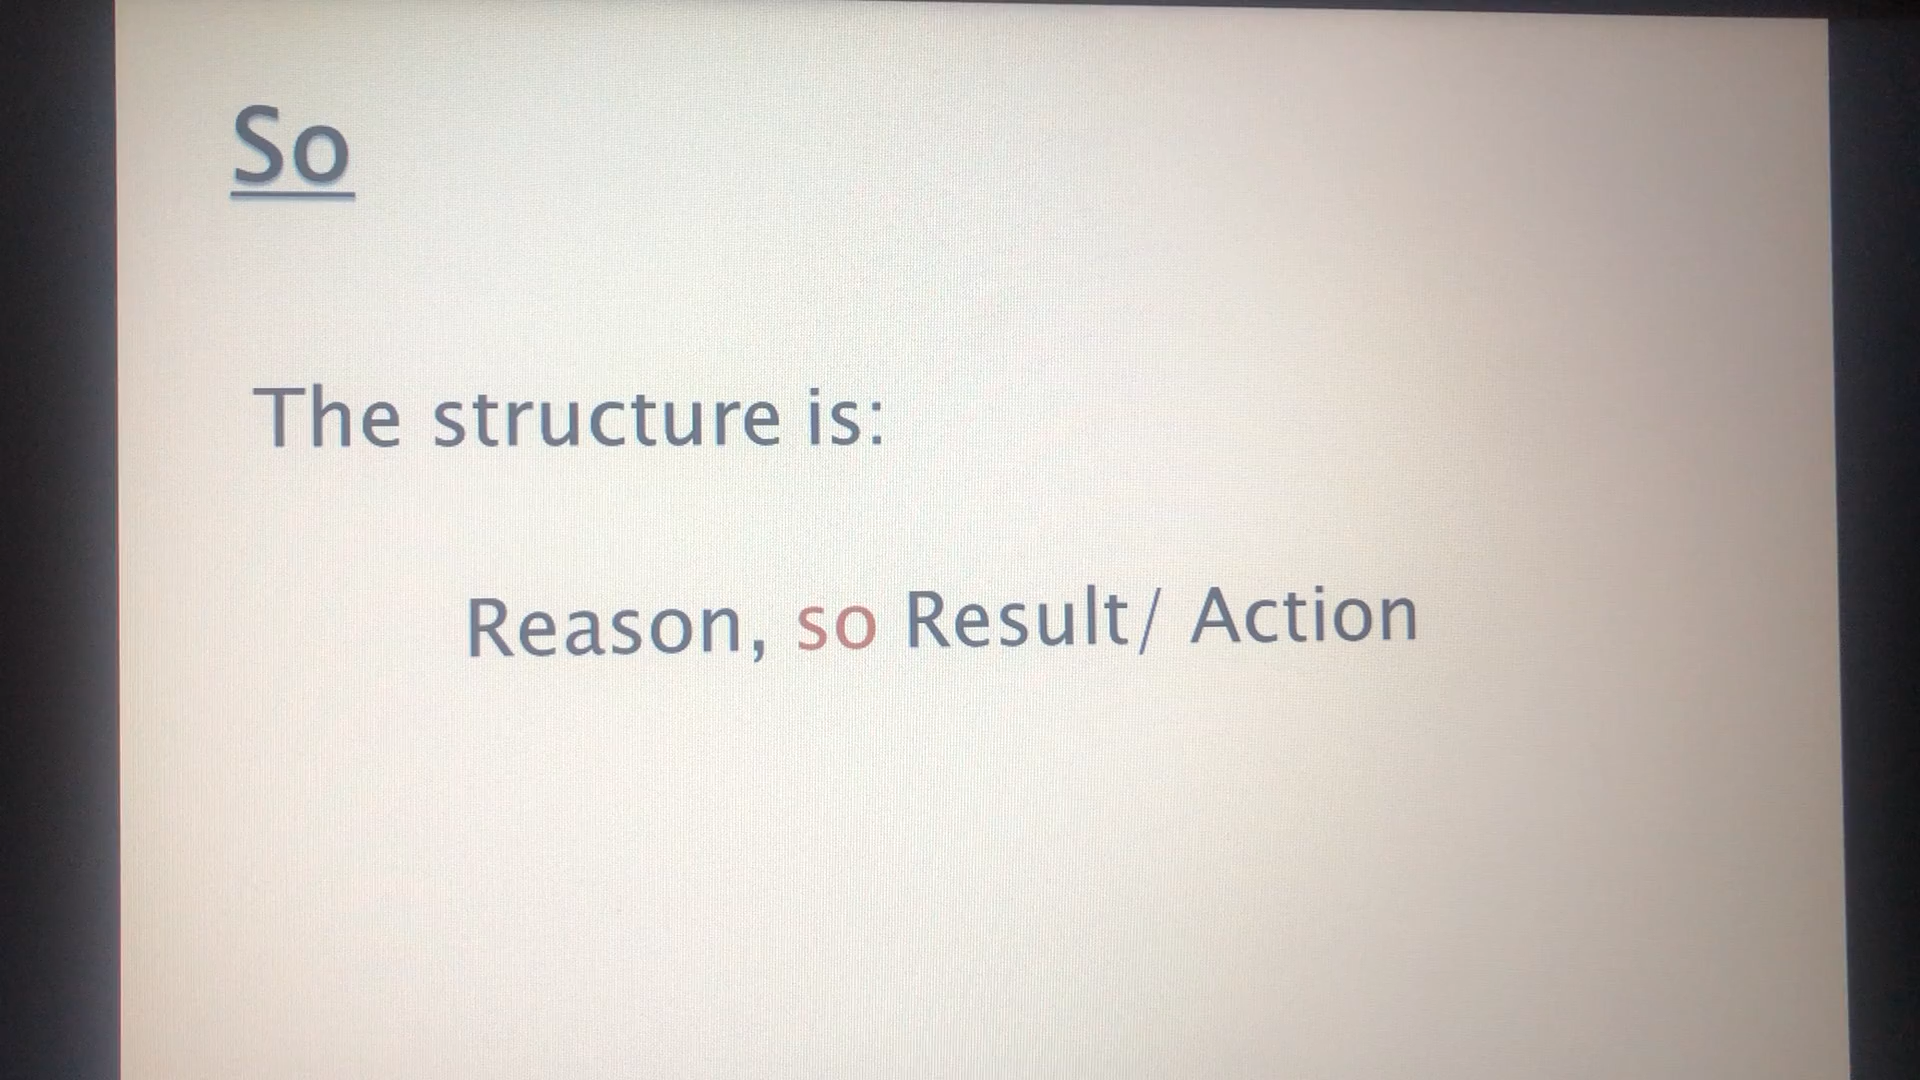 So
The structure is:
Reason, so Result/ Action